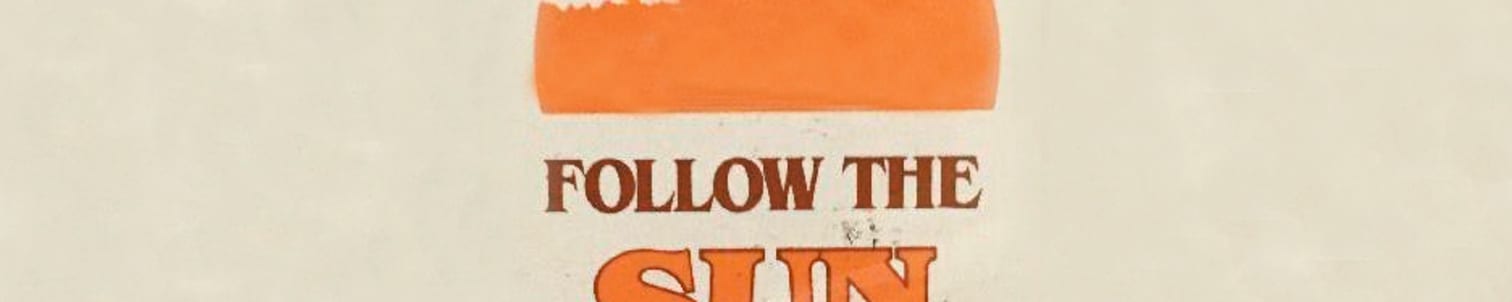 FOLLOW THE
SUN